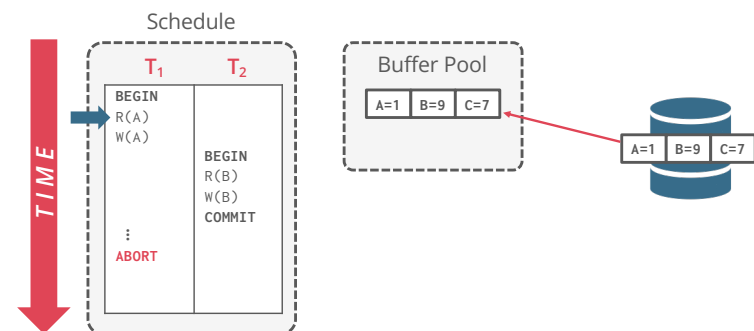 Schedule
T1 T2
BEGIN
R(A)
W(A)
BEGIN
R(B)
W(B)
COMMIT
⋮
ABORT
TIME
Buffer Pool
A=1 B=9 C=7
A=1 B=9 C=7